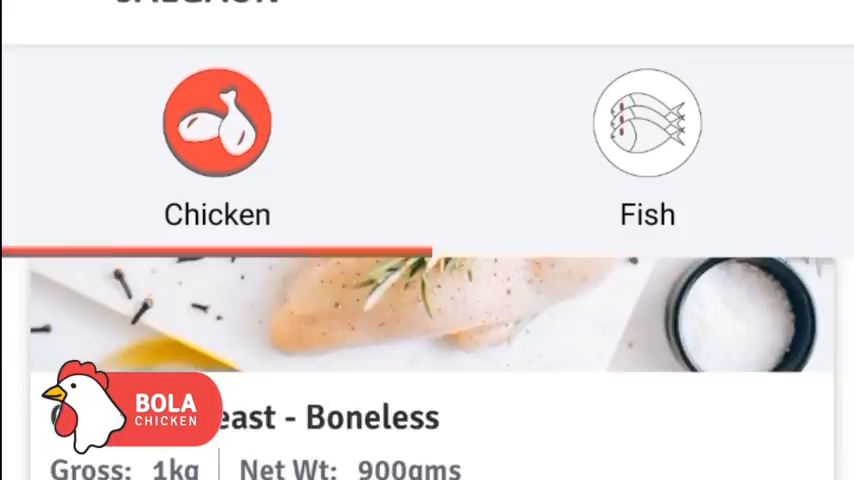 Chicken
Fish
BOLA
CHICKEN
east - Boneless
Gross: 1kg Net Wt: 900gms